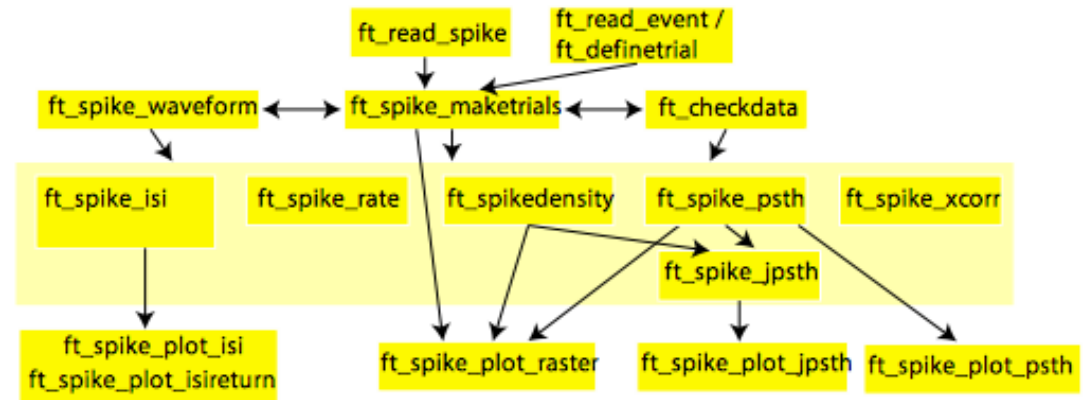 ft_read_spike
ft_read_event /
ft_definetrial
ft_spike_waveform
ft_spike_maketrials
ft_checkdata
ft_spike_isi
ft_spike_rate
ft_spikedensity
ft_spike_psth
ft_spike_xcorr
ft_spike_jpsth
ft_spike_plot_isi
ft_spike_plot_isireturn
ft_spike_plot_raster
ft_spike_plot_jpsth
ft_spike_plot_psth